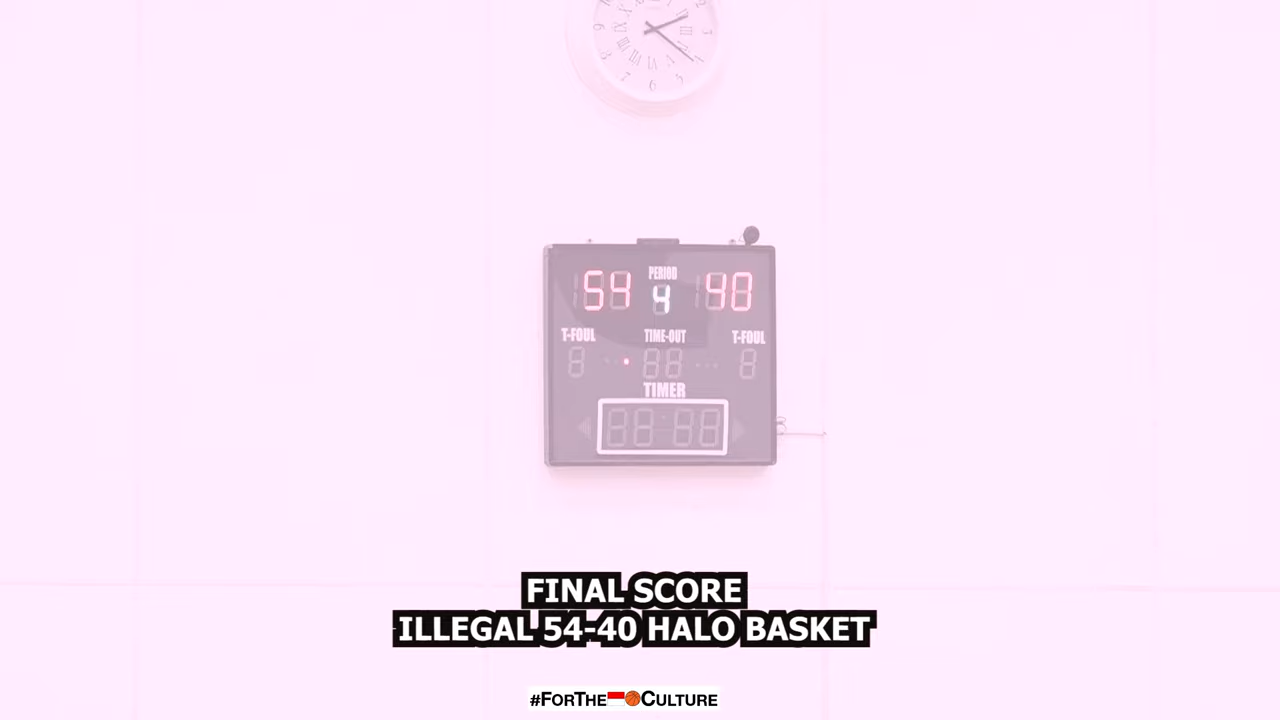 54 PERIOD 40
4
T-FOUL TIME-OUT T-FOUL
TIMER
FINAL SCORE
ILLEGAL 54-40 HALO BASKET
#FORTHE🇮🇩🏀CULTURE